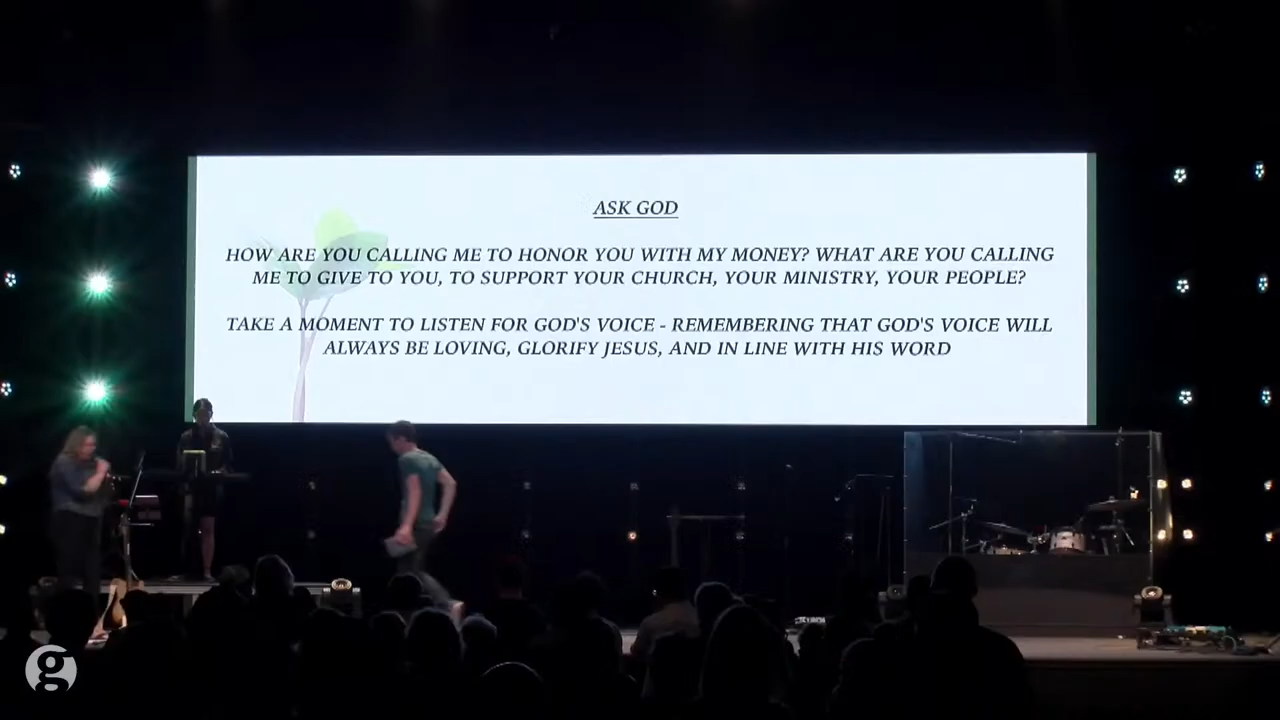 ASK GOD
HOW ARE YOU CALLING ME TO HONOR YOU WITH MY MONEY? WHAT ARE YOU CALLING
ME TO GIVE TO YOU, TO SUPPORT YOUR CHURCH, YOUR MINISTRY, YOUR PEOPLE?
TAKE A MOMENT TO LISTEN FOR GOD'S VOICE - REMEMBERING THAT GOD'S VOICE WILL
ALWAYS BE LOVING, GLORIFY JESUS, AND IN LINE WITH HIS WORD
g